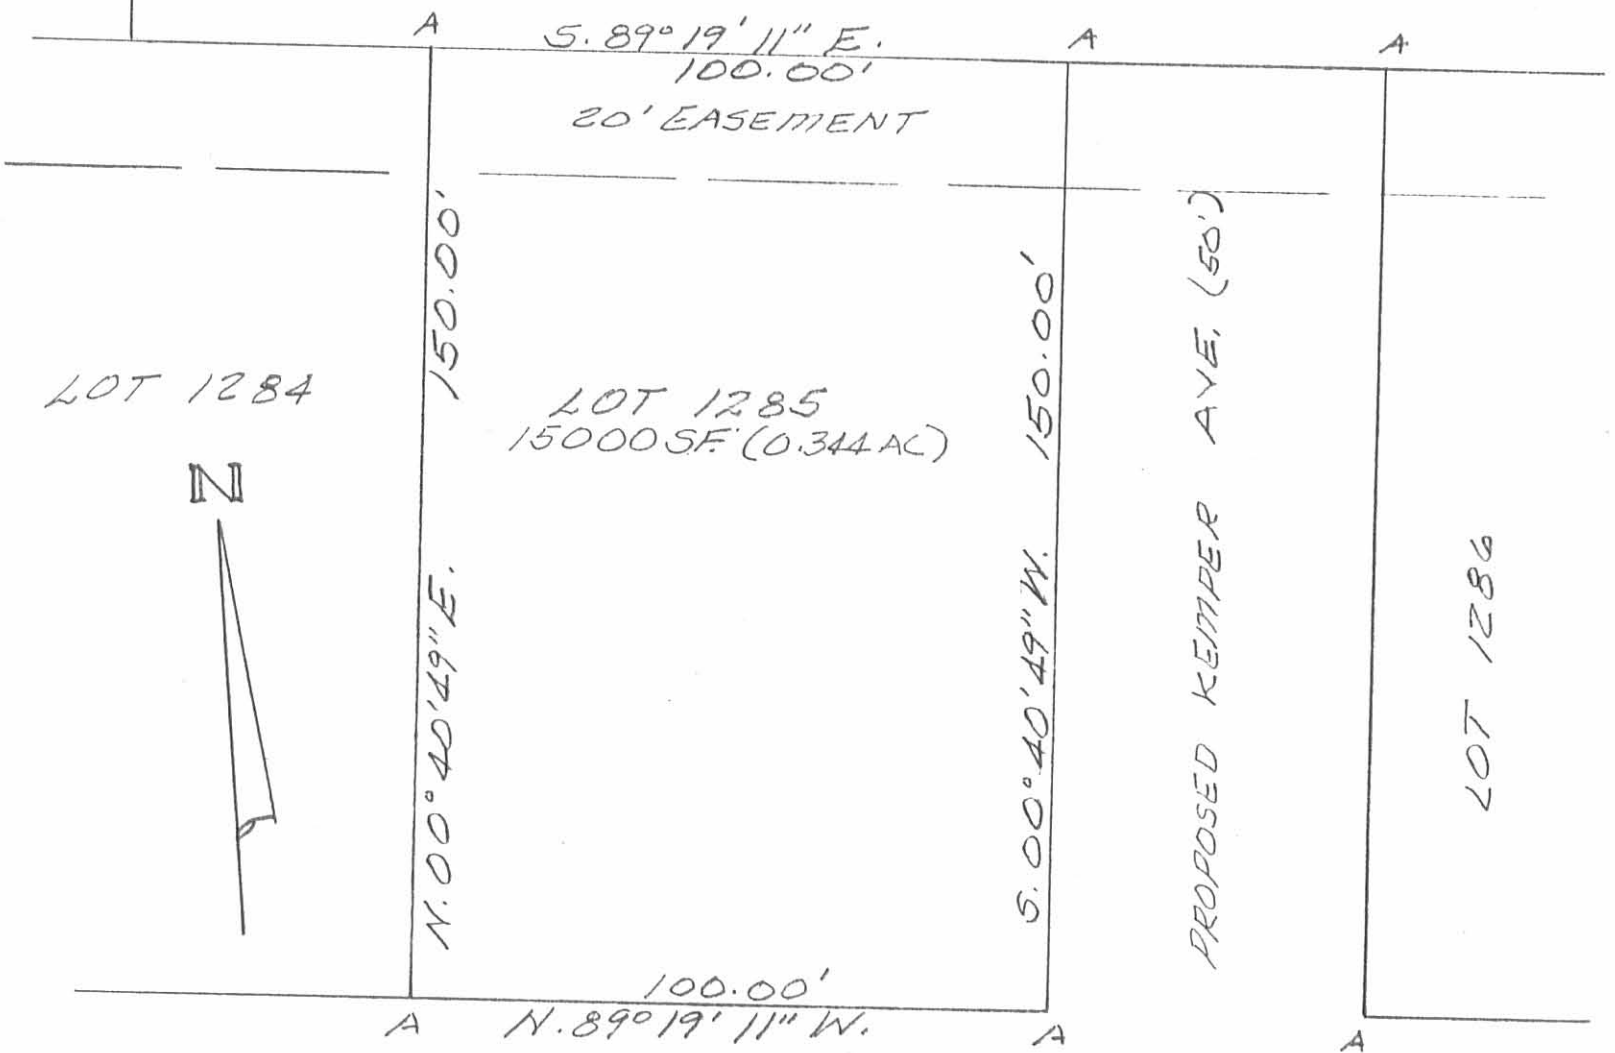 A
S. 89° 19' 11" E.
A
A
100.00'
20' EASEMENT
150.00'
150.00'
PROPOSED KEMPER AVE. (50')
LOT 1284
LOT 1285
15000 S.F. (0.344 AC)
N
N. 00° 40' 49" E.
S. 00° 40' 49" W.
LOT 1286
100.00'
A
N. 89° 19' 11" W.
A
A